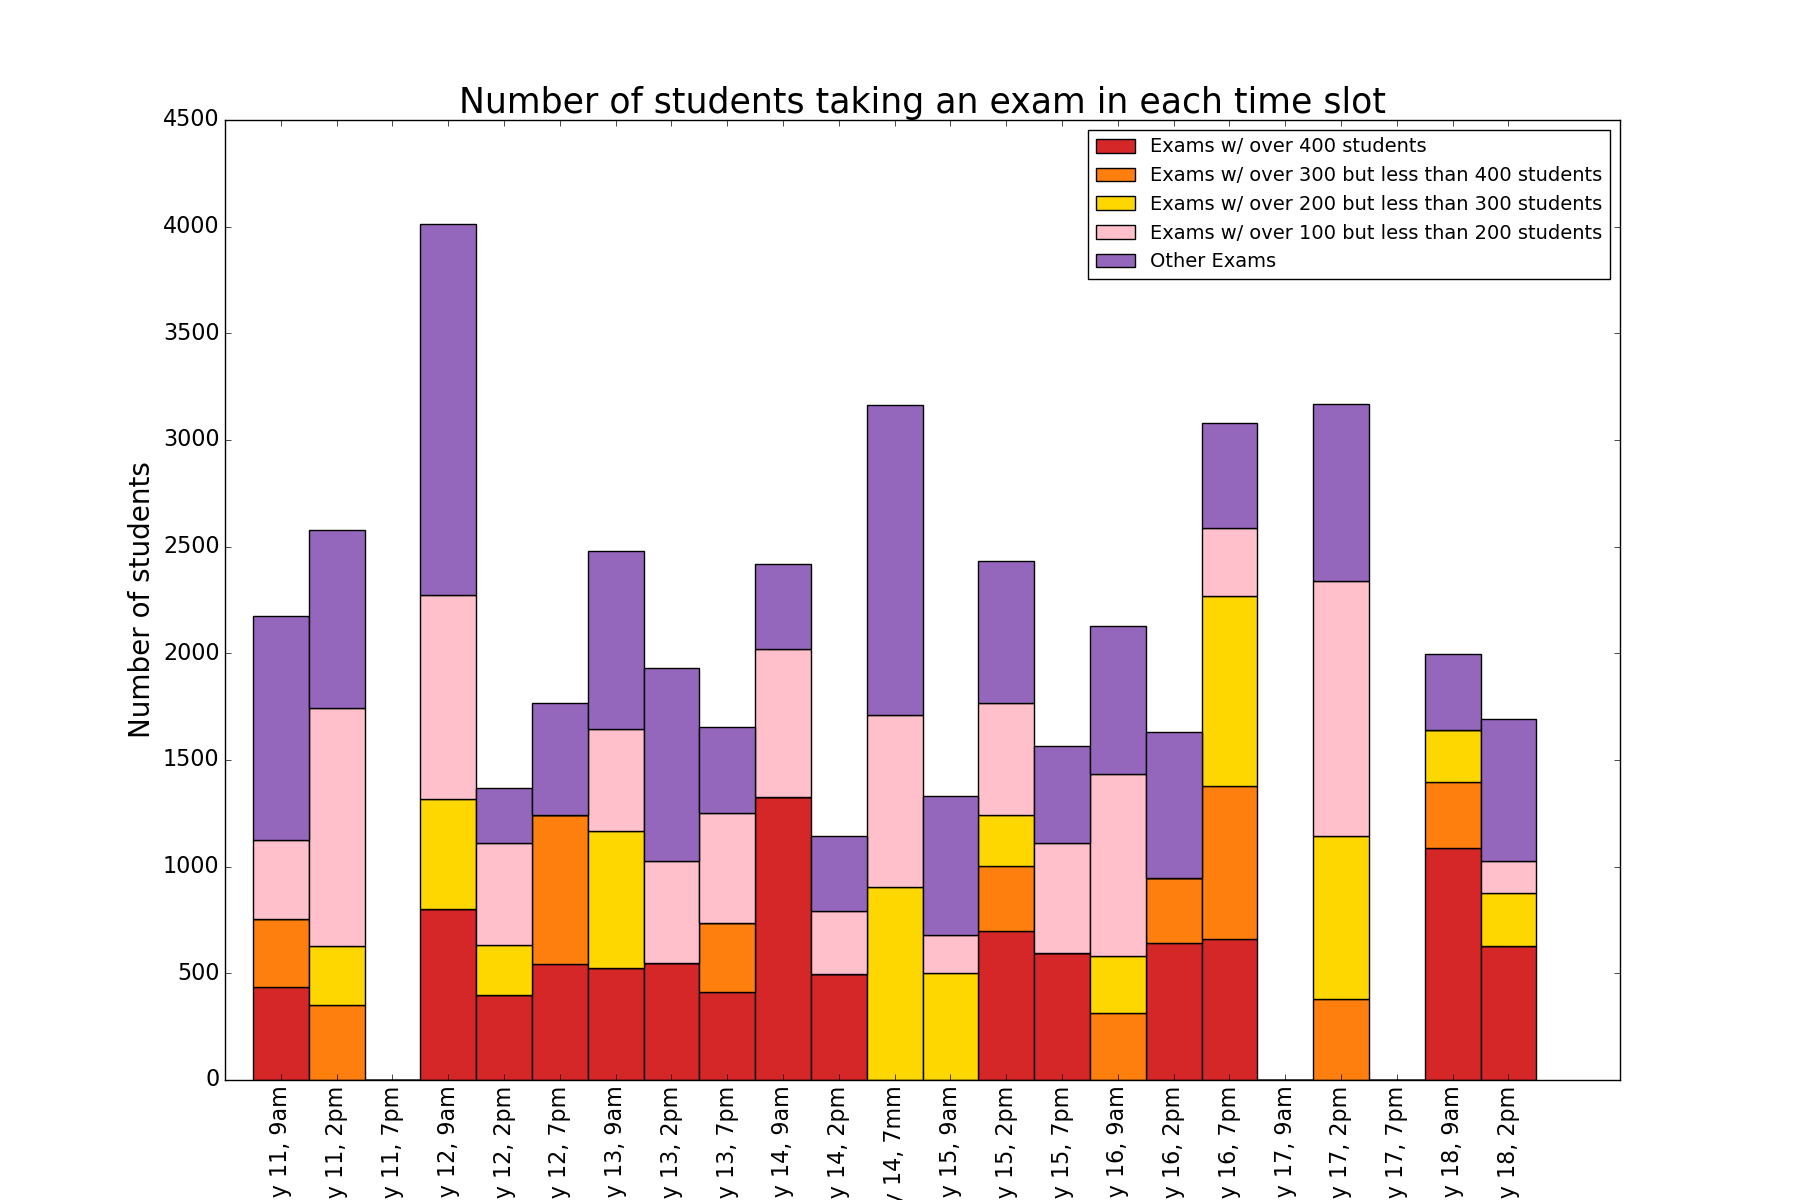 Number of students taking an exam in each time slot
Number of students
4500
4000
3500
3000
2500
2000
1500
1000
500
0
Exams w/ over 400 students
Exams w/ over 300 but less than 400 students
Exams w/ over 200 but less than 300 students
Exams w/ over 100 but less than 200 students
Other Exams
y 11, 9am
y 11, 2pm
y 11, 7pm
y 12, 9am
y 12, 2pm
y 12, 7pm
y 13, 9am
y 13, 2pm
y 13, 7pm
y 14, 9am
y 14, 2pm
y 14, 7mm
y 15, 9am
y 15, 2pm
y 15, 7pm
y 16, 9am
y 16, 2pm
y 16, 7pm
y 17, 9am
y 17, 2pm
y 17, 7pm
y 18, 9am
y 18, 2pm